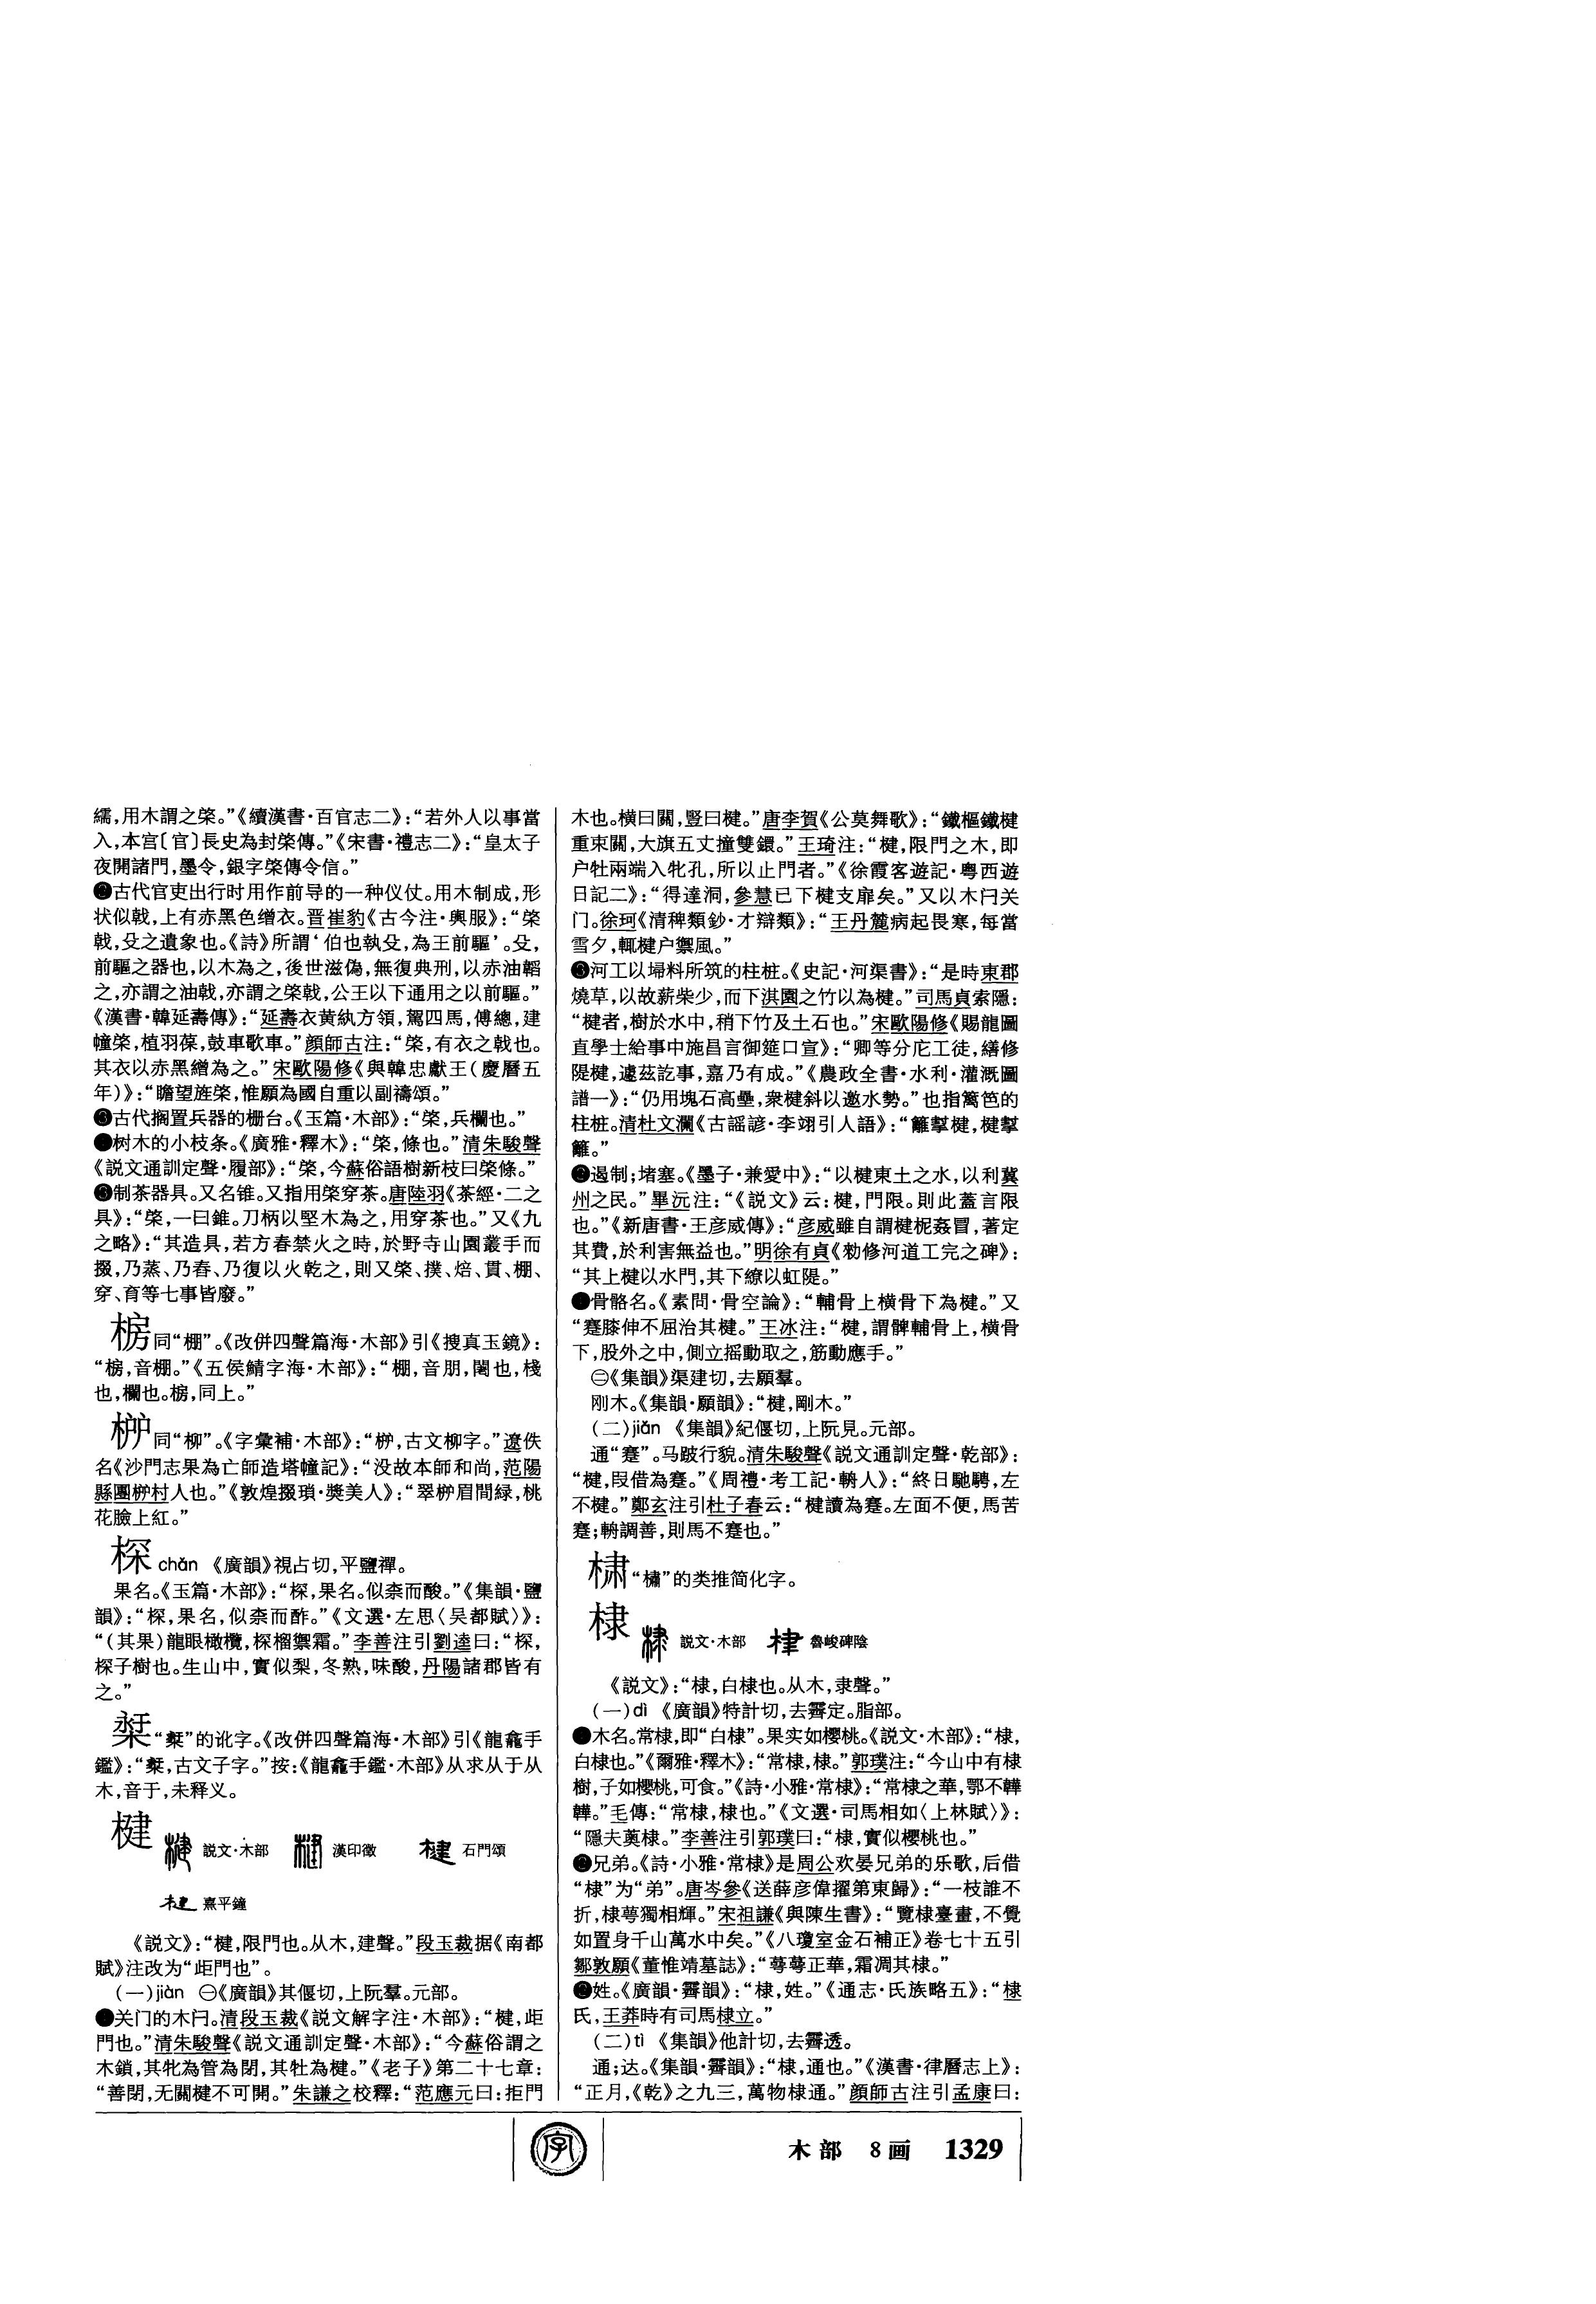 繻，用木謂之棨。”《續漢書·百官志二》：“若外人以事當
入，本宫〔官〕長史為封棨傳。”《宋書·禮志二》：“皇太子
夜開諸門，墨令，銀字棨傳令信。”
❷古代官吏出行时用作前导的一种仪仗。用木制成，形
状似戟，上有赤黑色缯衣。晋崔豹《古今注·輿服》：“棨
戟，殳之遺象也。《詩》所謂‘伯也執殳，為王前驅’。殳，
前驅之器也，以木為之，後世滋偽，無復典刑，以赤油韜
之，亦謂之油戟，亦謂之棨戟，公王以下通用之以前驅。”
《漢書·韓延壽傳》：“延壽衣黄紈方領，駕四馬，傅總，建
幢棨，植羽葆，鼓車歌車。”顔師古注：“棨，有衣之戟也。
其衣以赤黑繒為之。”宋歐陽修《與韓忠獻王（慶曆五
年）》：“瞻望旌棨，惟願為國自重以副禱頌。”
❸古代搁置兵器的栅台。《玉篇·木部》：“棨，兵欄也。”
❹树木的小枝条。《廣雅·釋木》：“棨，條也。”清朱駿聲
《説文通訓定聲·履部》：“棨，今蘇俗語樹新枝曰棨條。”
❺制茶器具。又名锥。又指用棨穿茶。唐陸羽《茶經·二之
具》：“棨，一曰錐。刀柄以堅木為之，用穿茶也。”又《九
之略》：“其造具，若方春禁火之時，於野寺山園叢手而
掇，乃蒸、乃舂、乃復以火乾之，則又棨、撲、焙、貫、棚、
穿、育等七事皆廢。”
同“棚”。《改併四聲篇海·木部》引《搜真玉鏡》：
“，音棚。”《五侯鯖字海·木部》：“棚，音朋，閣也，棧
也，欄也。，同上。”
同“柳”。《字彙補·木部》：“，古文柳字。”遼佚
名《沙門志果為亡師造塔幢記》：“没故本師和尚，范陽
縣團村人也。”《敦煌掇瑣·奬美人》：“翠眉間緑，桃
花臉上紅。”
棎 chán 《廣韻》視占切，平鹽禪。
果名。《玉篇·木部》：“棎，果名。似柰而酸。”《集韻·鹽
韻》：“棎，果名，似柰而酢。”《文選·左思〈吴都賦〉》：
“（其果）龍眼橄欖，棎榴禦霜。”李善注引劉逵曰：“棎，
棎子樹也。生山中，實似梨，冬熟，味酸，丹陽諸郡皆有
之。”
“”的讹字。《改併四聲篇海·木部》引《龍龕手
鑑》：“，古文子字。”按：《龍龕手鑑·木部》从求从于从
木，音于，未释义。
楗 説文·木部 漢印徵 石門頌
熹平鐘
《説文》：“楗，限門也。从木，建聲。”段玉裁据《南都
賦》注改为“歫門也”。
（一）jiàn ㊀《廣韻》其偃切，上阮羣。元部。
❶关门的木闩。清段玉裁《説文解字注·木部》：“楗，歫
門也。”清朱駿聲《説文通訓定聲·木部》：“今蘇俗謂之
木鎖，其牝為管為閉，其牡為楗。”《老子》第二十七章：
“善閉，无關楗不可開。”朱謙之校釋：“范應元曰：拒門
木也。横曰關，豎曰楗。”唐李賀《公莫舞歌》：“鐵樞鐵楗
重束關，大旗五丈撞雙鐶。”王琦注：“楗，限門之木，即
户牡兩端入牝孔，所以止門者。”《徐霞客遊記·粤西遊
日記二》：“得達洞，參慧已下楗支扉矣。”又以木闩关
门。徐珂《清稗類鈔·才辯類》：“王丹麓病起畏寒，每當
雪夕，輒楗户禦風。”
❷河工以埽料所筑的柱桩。《史記·河渠書》：“是時東郡
燒草，以故薪柴少，而下淇園之竹以為楗。”司馬貞索隱：
“楗者，樹於水中，稍下竹及土石也。”宋歐陽修《賜龍圖
直學士給事中施昌言御筵口宣》：“卿等分庀工徒，繕修
隄楗，遽茲訖事，嘉乃有成。”《農政全書·水利·灌溉圖
譜一》：“仍用塊石高壘，衆楗斜以邀水勢。”也指篱笆的
柱桩。清杜文瀾《古謡諺·李翊引人語》：“籬掣楗，楗掣
籬。”
❸遏制；堵塞。《墨子·兼愛中》：“以楗東土之水，以利冀
州之民。”畢沅注：“《説文》云：楗，門限。則此蓋言限
也。”《新唐書·王彦威傳》：“彦威雖自謂楗柅姦冒，著定
其費，於利害無益也。”明徐有貞《勑修河道工完之碑》：
“其上楗以水門，其下繚以虹隄。”
❹骨骼名。《素問·骨空論》：“輔骨上横骨下為楗。”又
“蹇膝伸不屈治其楗。”王冰注：“楗，謂髀輔骨上，横骨
下，股外之中，側立摇動取之，筋動應手。”
㊁《集韻》渠建切，去願羣。
刚木。《集韻·願韻》：“楗，剛木。”
（二）jiǎn 《集韻》紀偃切，上阮見。元部。
通“蹇”。马跛行貌。清朱駿聲《説文通訓定聲·乾部》：
“楗，叚借為蹇。”《周禮·考工記·輈人》：“終日馳騁，左
不楗。”鄭玄注引杜子春云：“楗讀為蹇。左面不便，馬苦
蹇；輈調善，則馬不蹇也。”
“橚”的类推简化字。
棣 説文·木部 魯峻碑陰
《説文》：“棣，白棣也。从木，隶聲。”
（一）dì 《廣韻》特計切，去霽定。脂部。
❶木名。常棣，即“白棣”。果实如樱桃。《説文·木部》：“棣，
白棣也。”《爾雅·釋木》：“常棣，棣。”郭璞注：“今山中有棣
樹，子如櫻桃，可食。”《詩·小雅·常棣》：“常棣之華，鄂不韡
韡。”毛傳：“常棣，棣也。”《文選·司馬相如〈上林賦〉》：
“隱夫薁棣。”李善注引郭璞曰：“棣，實似櫻桃也。”
❷兄弟。《詩·小雅·常棣》是周公欢宴兄弟的乐歌，后借
“棣”为“弟”。唐岑參《送薛彦偉擢第東歸》：“一枝誰不
折，棣萼獨相輝。”宋祖謙《與陳生書》：“覽棣臺畫，不覺
如置身千山萬水中矣。”《八瓊室金石補正》卷七十五引
鄒敦願《董惟靖墓誌》：“萼萼正華，霜凋其棣。”
❸姓。《廣韻·霽韻》：“棣，姓。”《通志·氏族略五》：“棣
氏，王莽時有司馬棣立。”
（二）tì 《集韻》他計切，去霽透。
通；达。《集韻·霽韻》：“棣，通也。”《漢書·律曆志上》：
“正月，《乾》之九三，萬物棣通。”顔師古注引孟康曰：
字 木部 8画 1329